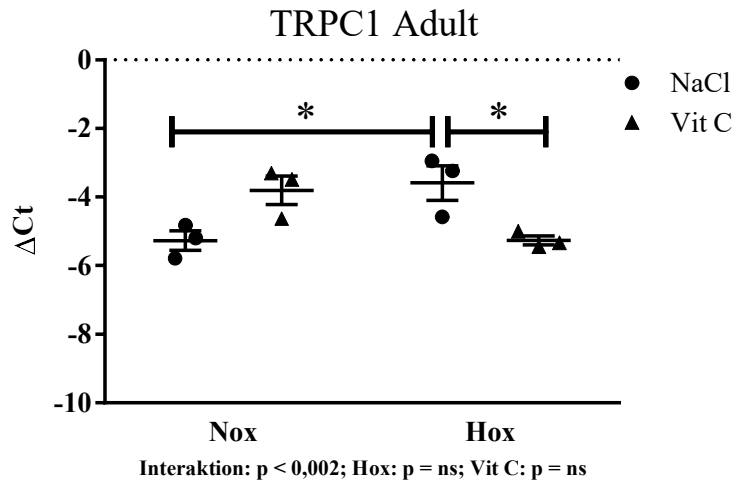 TRPC1 Adult
0
-2
-4
-6
-8
-10
ΔCt
* *
NaCl
Vit C
Nox Hox
Interaktion: p < 0,002; Hox: p = ns; Vit C: p = ns